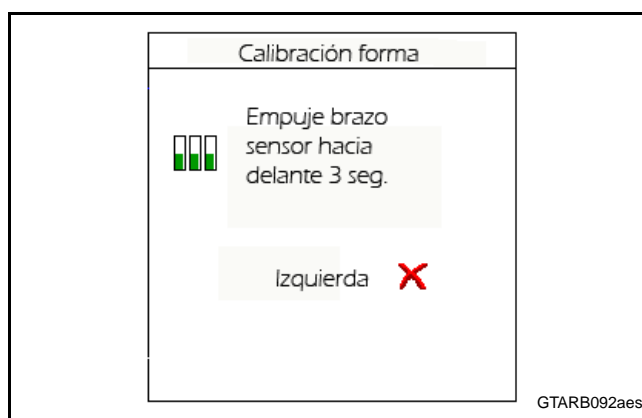 Calibración forma
Empuje brazo
sensor hacia
delante 3 seg.
Izquierda
GTARB092aes